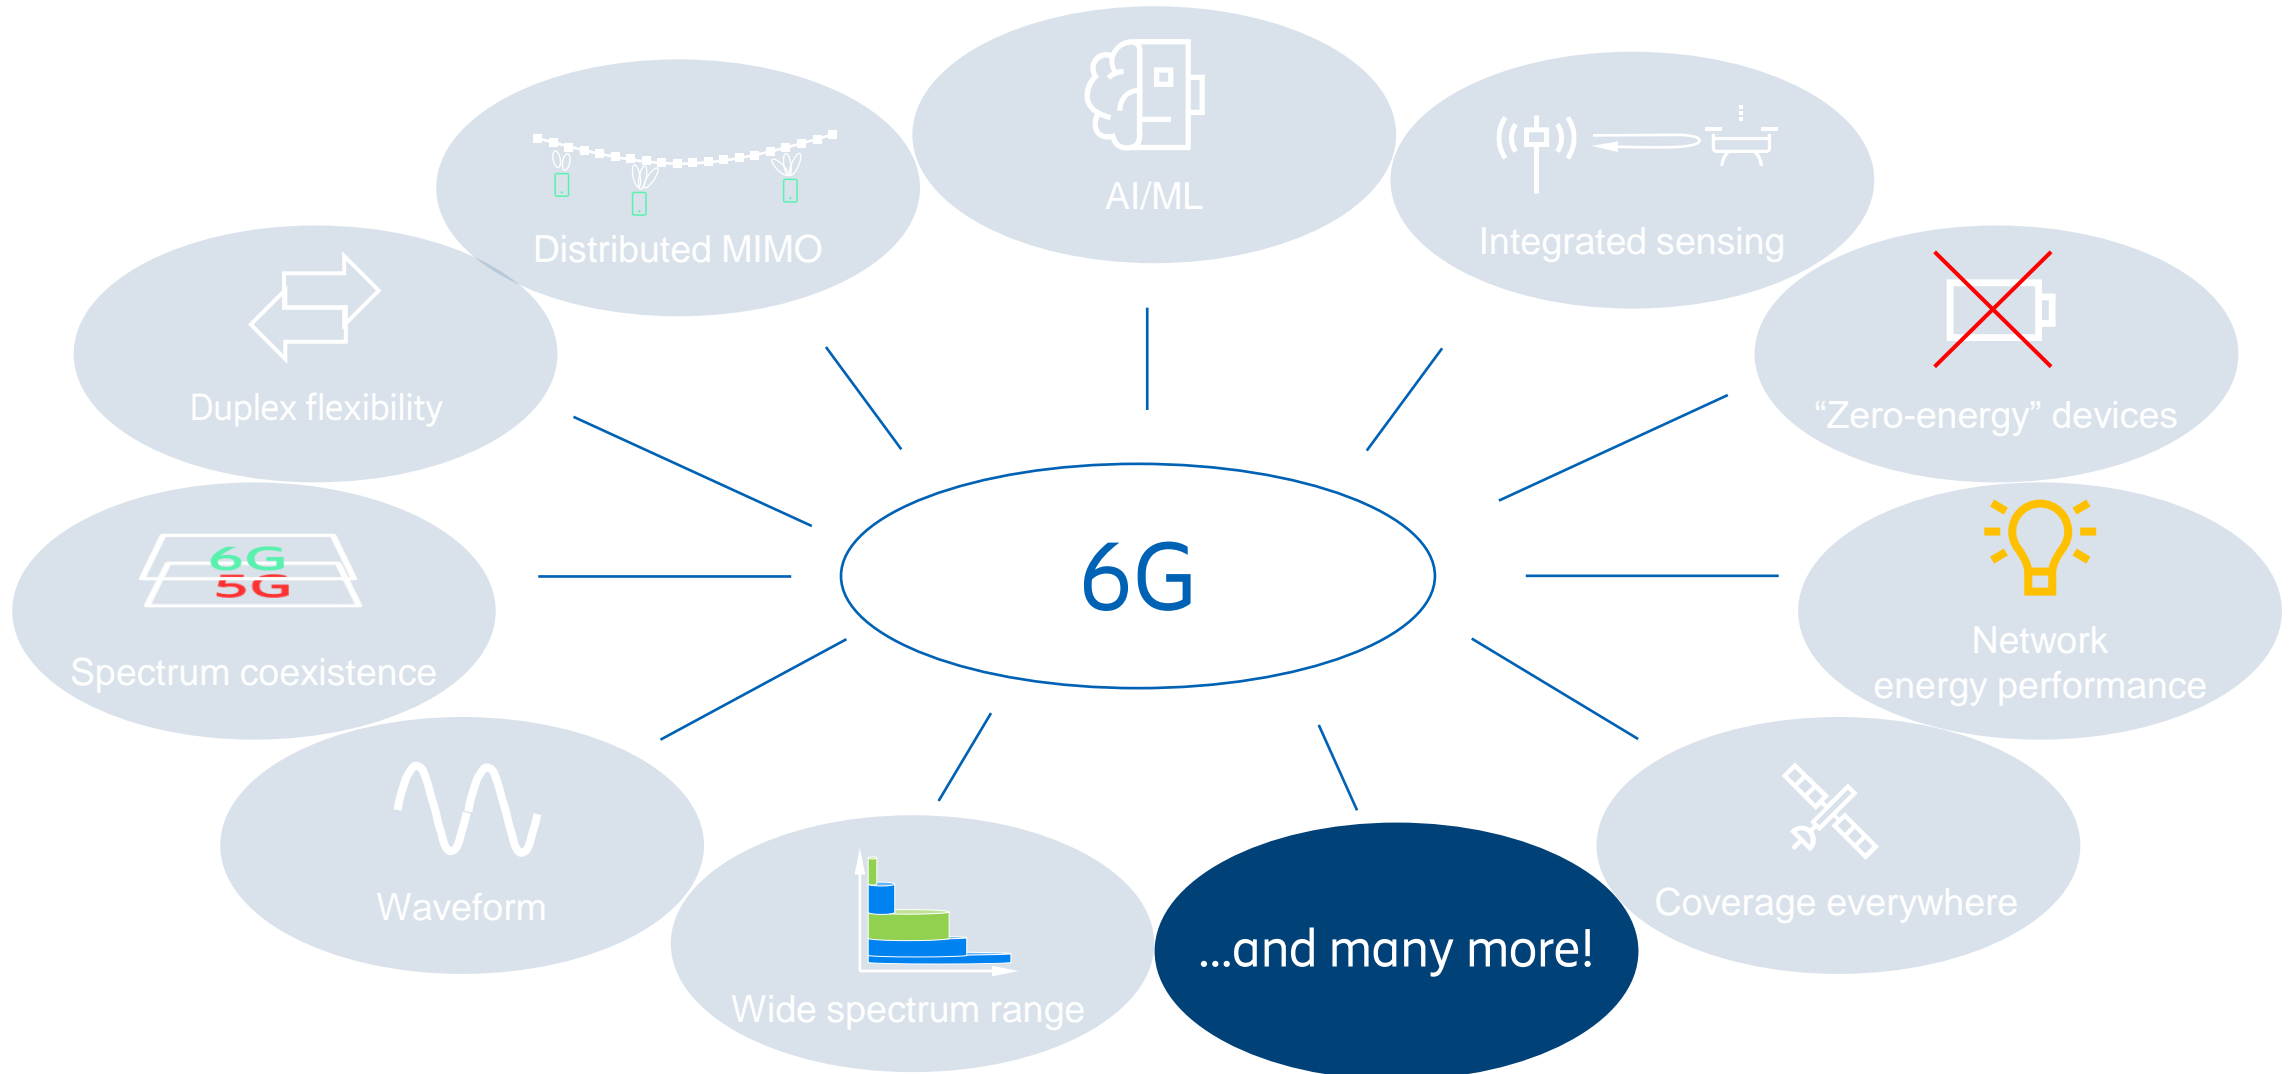 AI/ML
Distributed MIMO
Integrated sensing
Duplex flexibility
“Zero-energy” devices
6G
5G
Spectrum coexistence
6G
Network
energy performance
Waveform
Coverage everywhere
Wide spectrum range
...and many more!